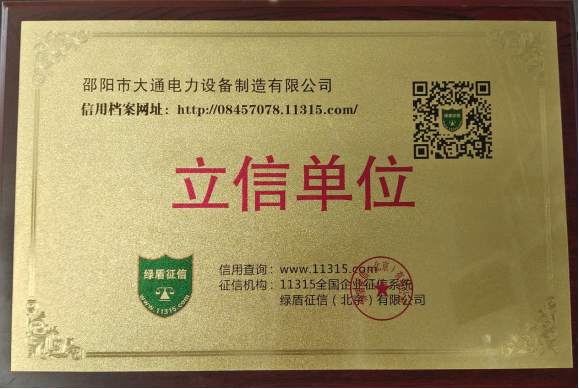 邵阳市大通电力设备制造有限公司
信用档案网址：http://08457078.11315.com/
立信单位
绿盾征信
www.11315.com
信用查询：www.11315.com
征信机构：11315全国企业征信系统
绿盾征信（北京）有限公司